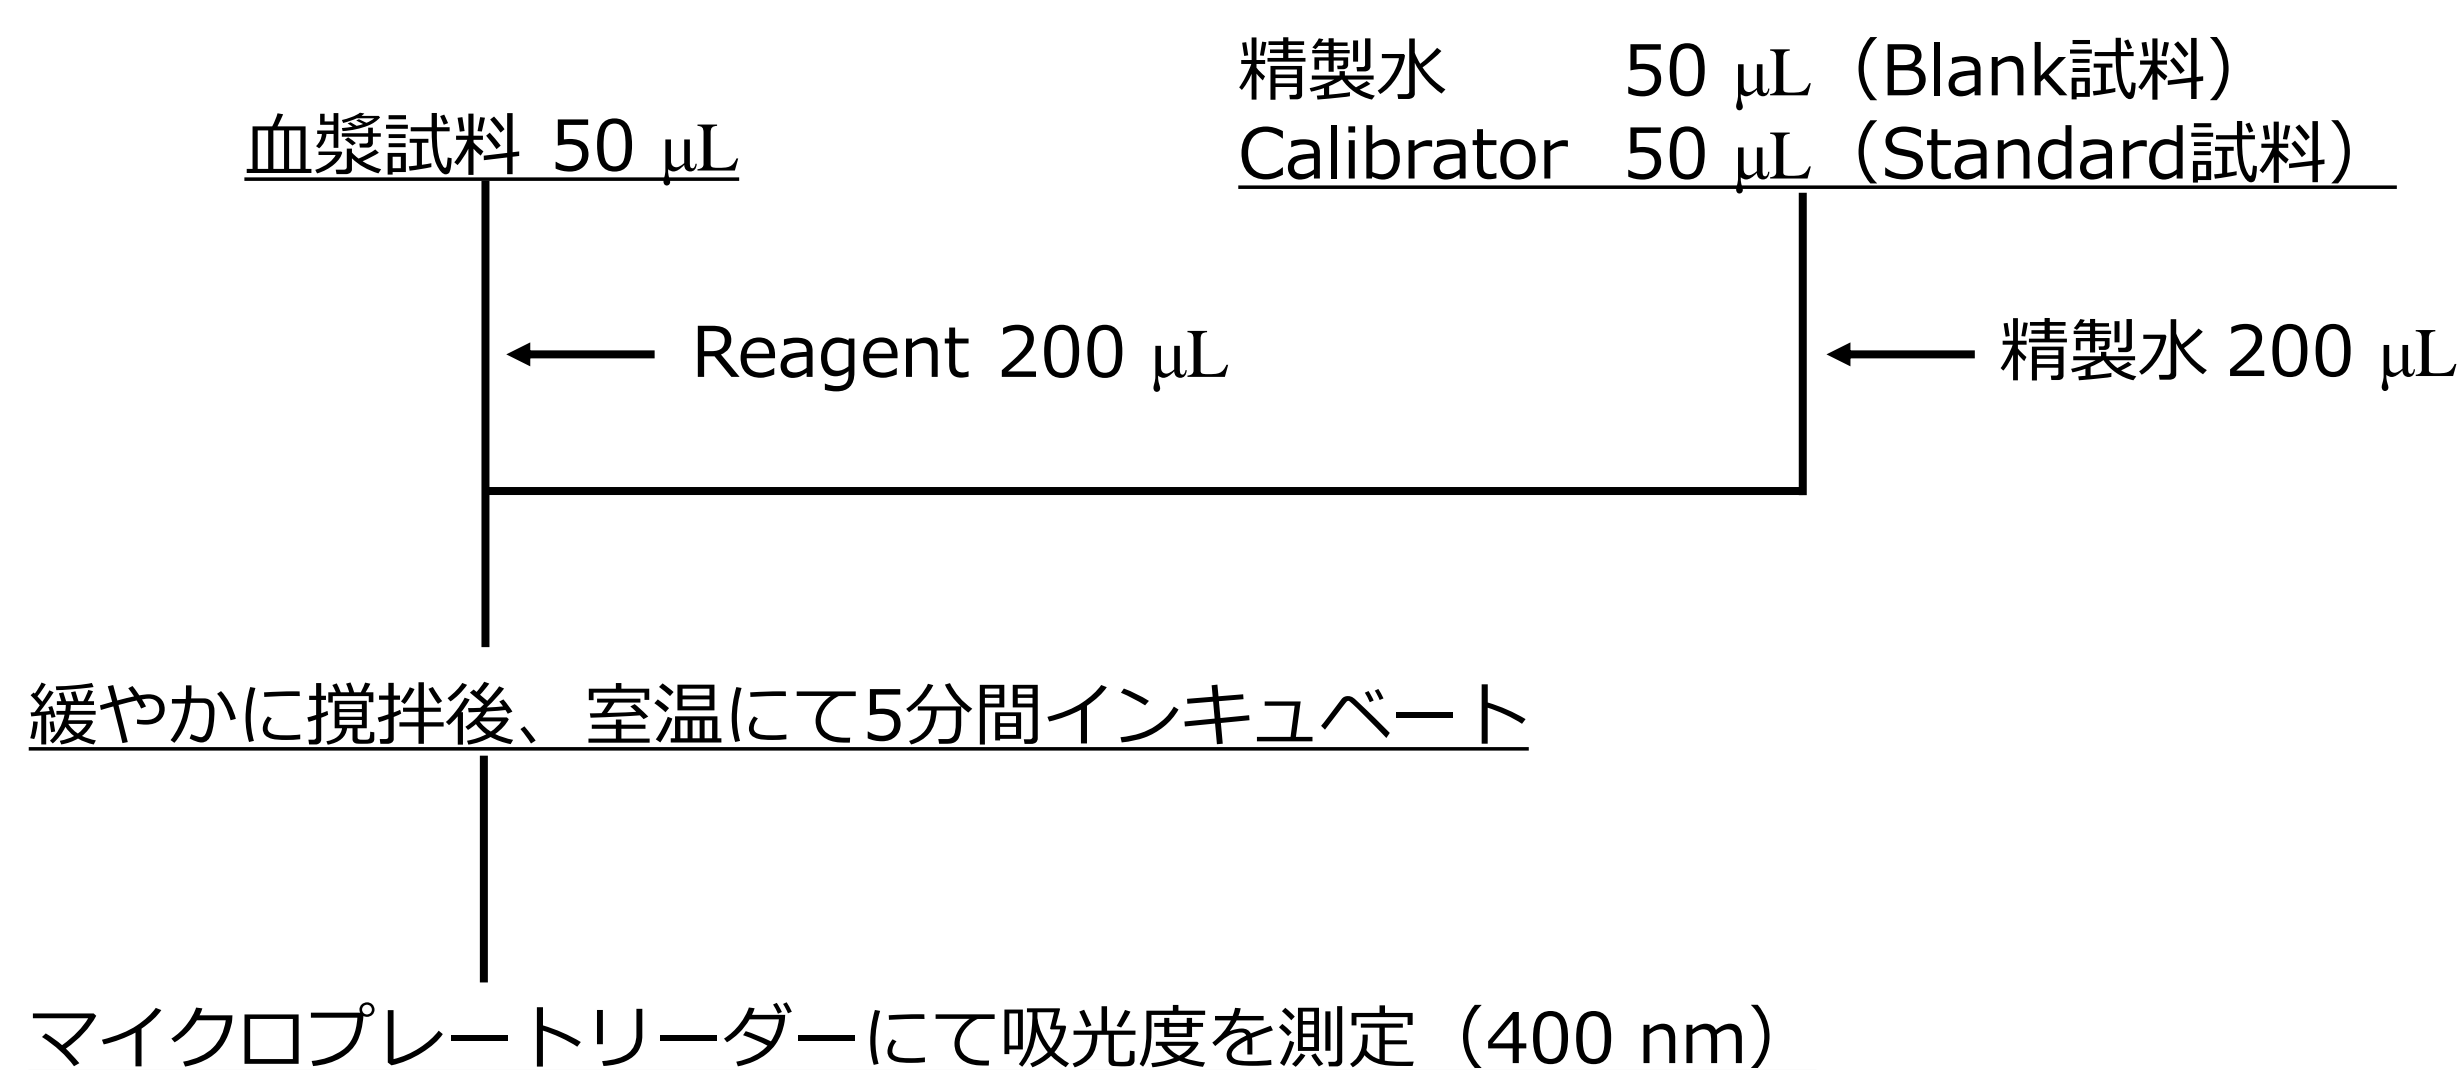 血漿試料 50 μL
精製水 50 μL（Blank試料）
Calibrator 50 μL（Standard試料）
Reagent 200 μL
精製水 200 μL
緩やかに撹拌後、室温にて5分間インキュベート
マイクロプレートリーダーにて吸光度を測定（400 nm）